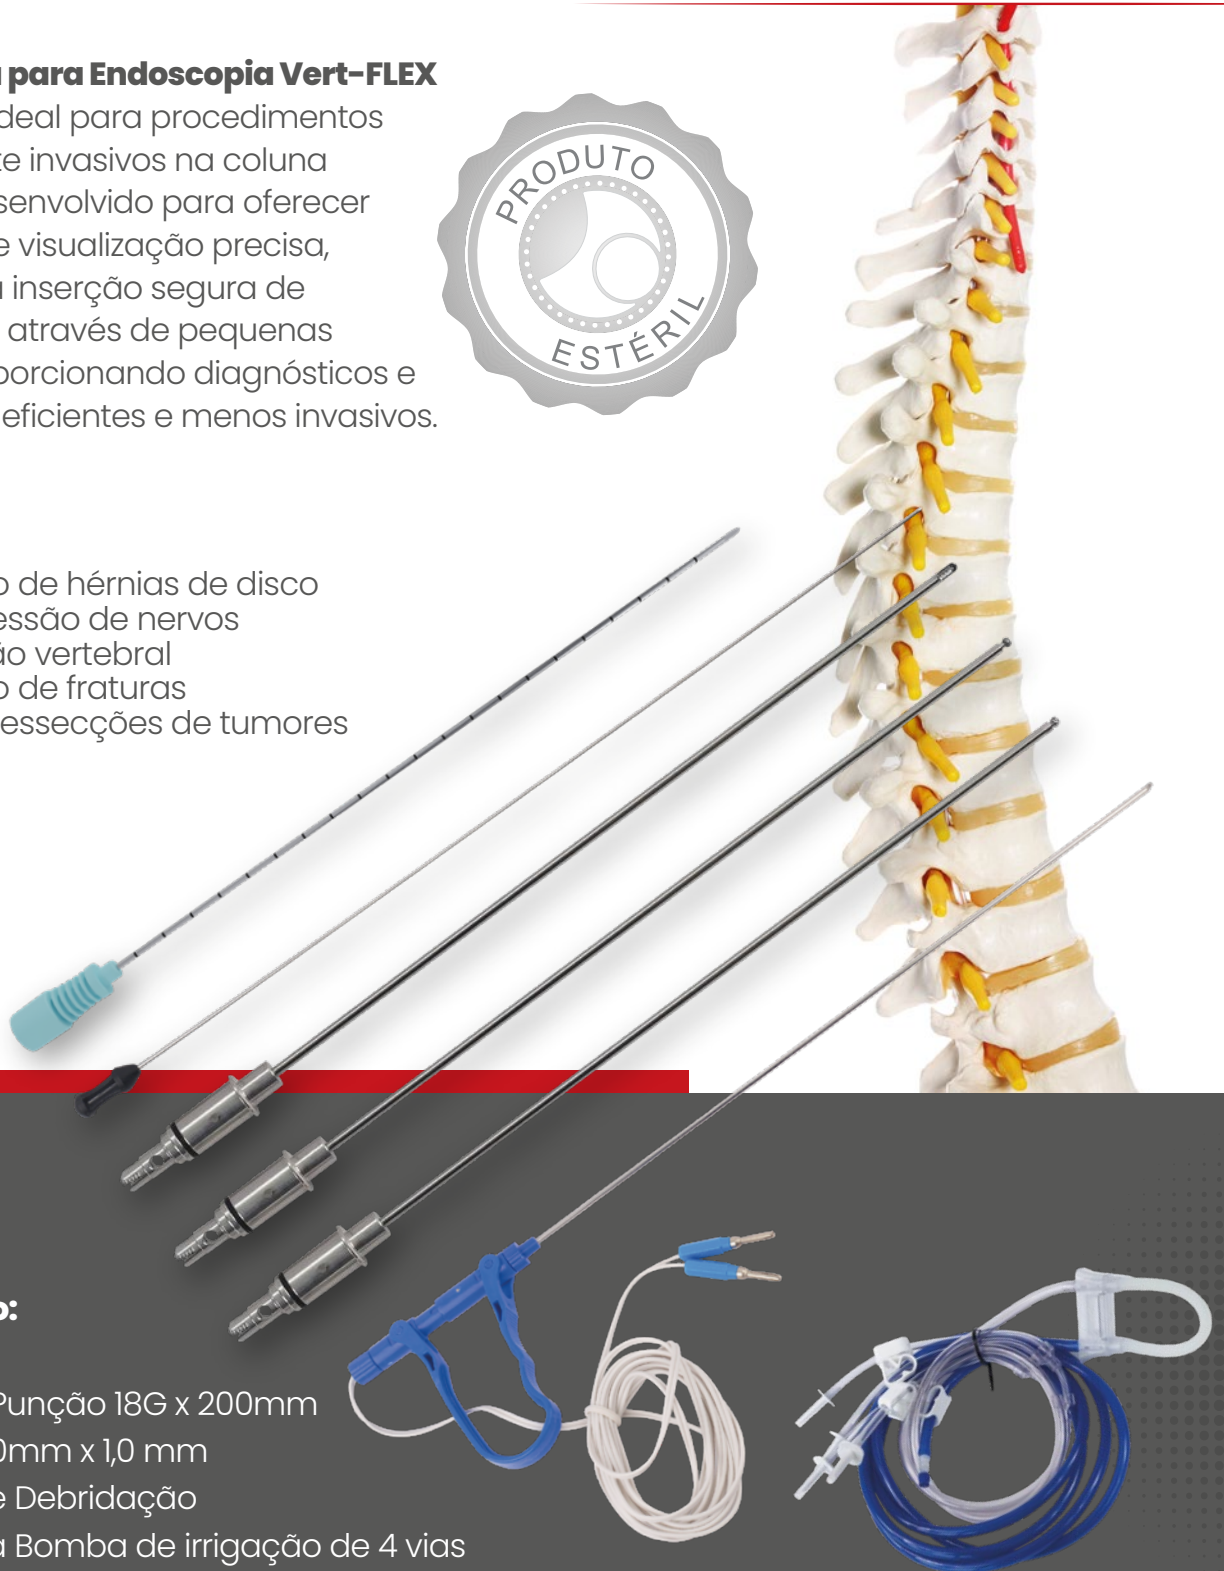 para Endoscopia Vert-FLEX
deal para procedimentos
te invasivos na coluna
senvolvido para oferecer
e visualização precisa,
a inserção segura de
através de pequenas
porcionando diagnósticos e
eficientes e menos invasivos.
PRODUTO
ESTÉRIL
o de hérnias de disco
essão de nervos
ão vertebral
o de fraturas
essecções de tumores
o:
Punção 18G x 200mm
0mm x 1,0 mm
e Debridação
a Bomba de irrigação de 4 vias